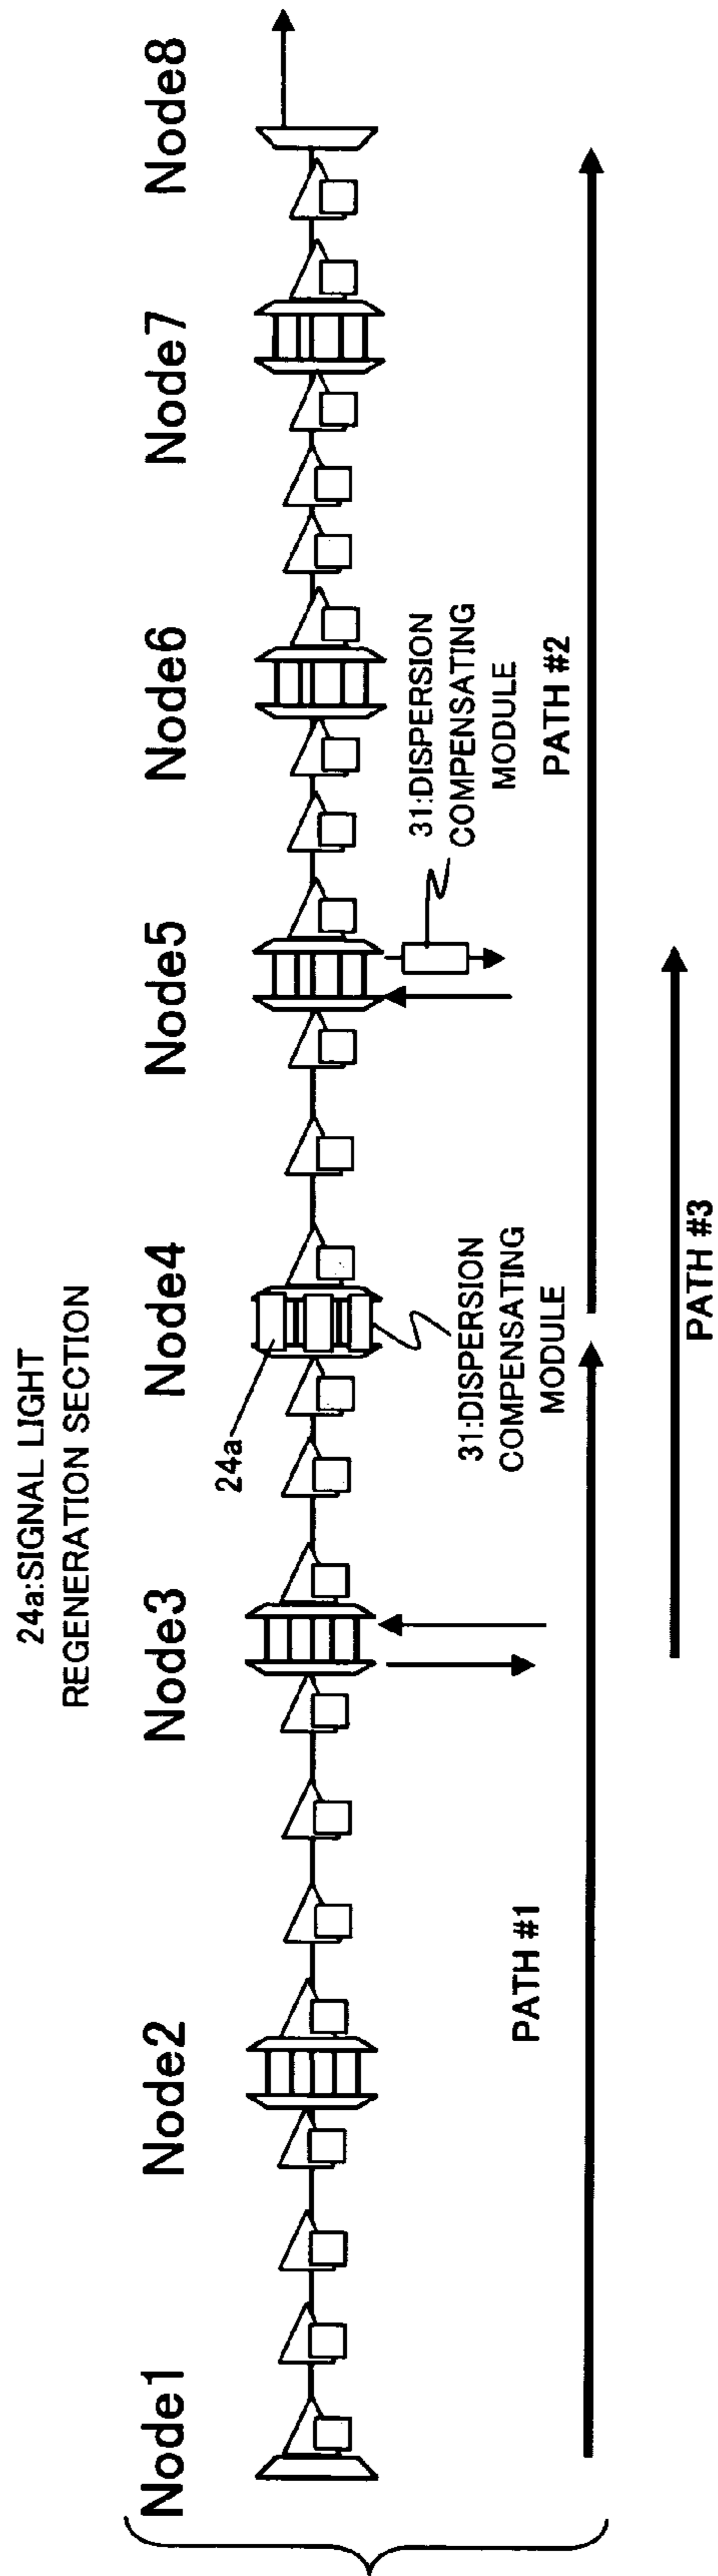 24a:SIGNAL LIGHT
REGENERATION SECTION
Node1
Node2
Node3
Node4
Node5
Node6
Node7
Node8
24a
31:DISPERSION
COMPENSATING
MODULE
31:DISPERSION
COMPENSATING
MODULE
PATH #1
PATH #2
PATH #3